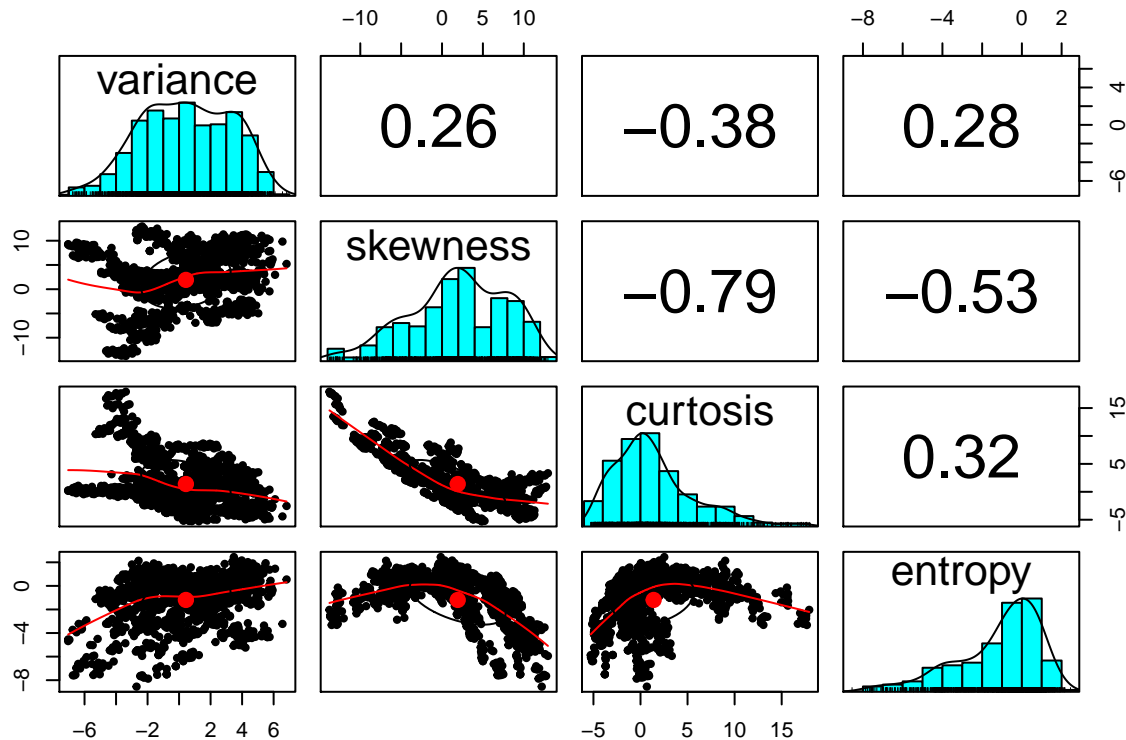 −10 0 5 10 −8 −4 0 2
variance 0.26 −0.38 0.28
−6 0 4
−10 0 10
skewness −0.79 −0.53
curtosis 0.32
−5 5 15
−8 −4 0
entropy
−6 −2 2 4 6 −5 0 5 10 15